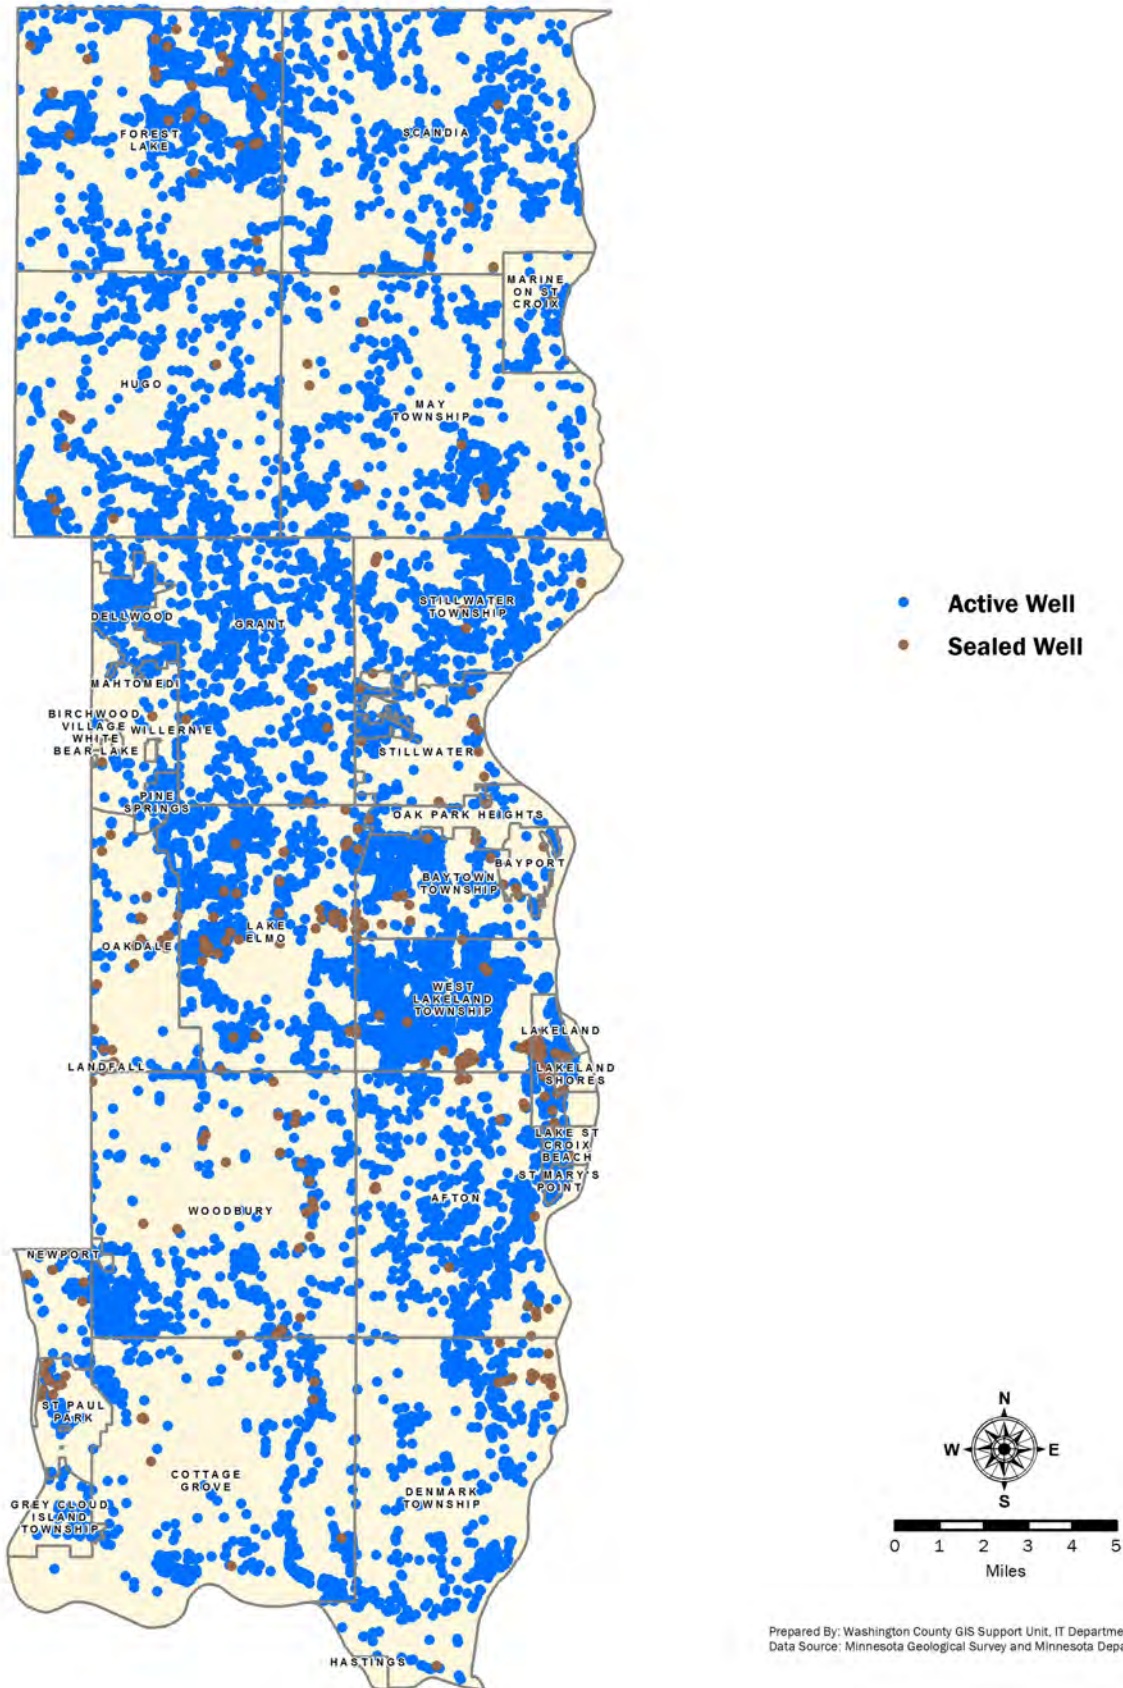 FOREST
LAKE
SCANDIA
MARINE
ON ST
CROIX
HUGO
MAY
TOWNSHIP
STILLWATER
TOWNSHIP
DELLWOOD
GRANT
MAHTOMEDI
BIRCHWOOD
VILLAGE
WILLERNIE
WHITE
BEAR LAKE
STILLWATER
PINE
SPRINGS
OAK PARK HEIGHTS
BAYPORT
BAYTOWN
TOWNSHIP
LAKE
ELMO
OAKDALE
WEST
LAKELAND
TOWNSHIP
LAKELAND
LANDFALL
LAKELAND
SHORES
LAKE ST
CROIX
BEACH
ST MARY'S
POINT
AFTON
WOODBURY
NEWPORT
ST PAUL
PARK
COTTAGE
GROVE
DENMARK
TOWNSHIP
GREY CLOUD
ISLAND
TOWNSHIP
HASTINGS
Active Well
Sealed Well
N
W E
S
0 1 2 3 4 5
Miles
Prepared By: Washington County GIS Support Unit, IT Departme
Data Source: Minnesota Geological Survey and Minnesota Depa